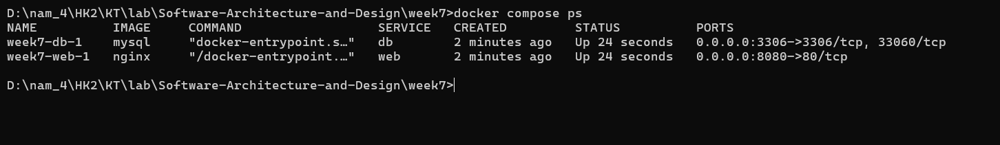 D:\nam_4\HK2\KT\lab\Software-Architecture-and-Design\week7>docker compose ps
NAME IMAGE COMMAND SERVICE CREATED STATUS PORTS
week7-db-1 mysql "docker-entrypoint.s…" db 2 minutes ago Up 24 seconds 0.0.0.0:3306->3306/tcp, 33060/tcp
week7-web-1 nginx "/docker-entrypoint.…" web 2 minutes ago Up 24 seconds 0.0.0.0:8080->80/tcp
D:\nam_4\HK2\KT\lab\Software-Architecture-and-Design\week7>